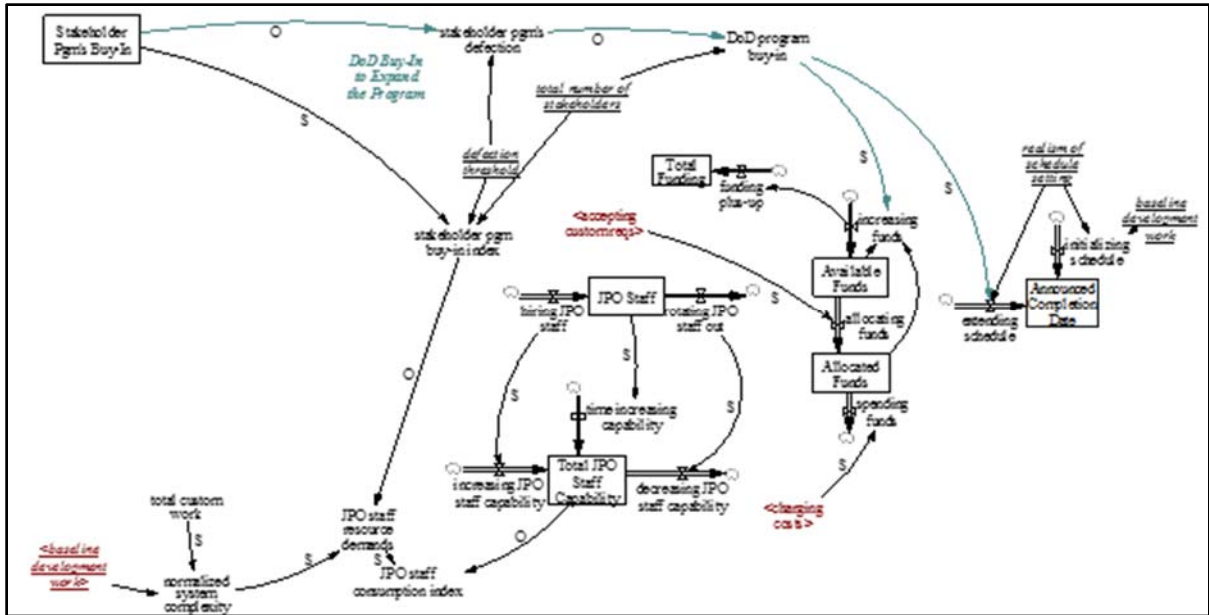 Stakeholder
Pgm's Buy-In
O
stakeholder pgm's
defection
O
DoD program
buy-in
DoD Buy-In
to Expand
the Program
total number of
stakeholders
S
defection
threshold
S
S
realism of
schedule
setting
Total
Funding
funding
plus-up
<accepting
custom reqs>
increasing
funds
baseline
development
work
initializing
schedule
stakeholder pgm
buy-in index
Available
Funds
JPO Staff
S
Announced
Completion
Date
hiring JPO
staff
rotating JPO
staff out
allocating
funds
extending
schedule
S
Allocated
Funds
O
S
S
time increasing
capability
spending
funds
S
Total JPO
Staff
Capability
increasing JPO
staff capability
decreasing JPO
staff capability
total custom
work
<charging
costs>
JPO staff
resource
demands
O
S
<baseline
development
work>
S
S
JPO staff
consumption index
normalized
system
complexity